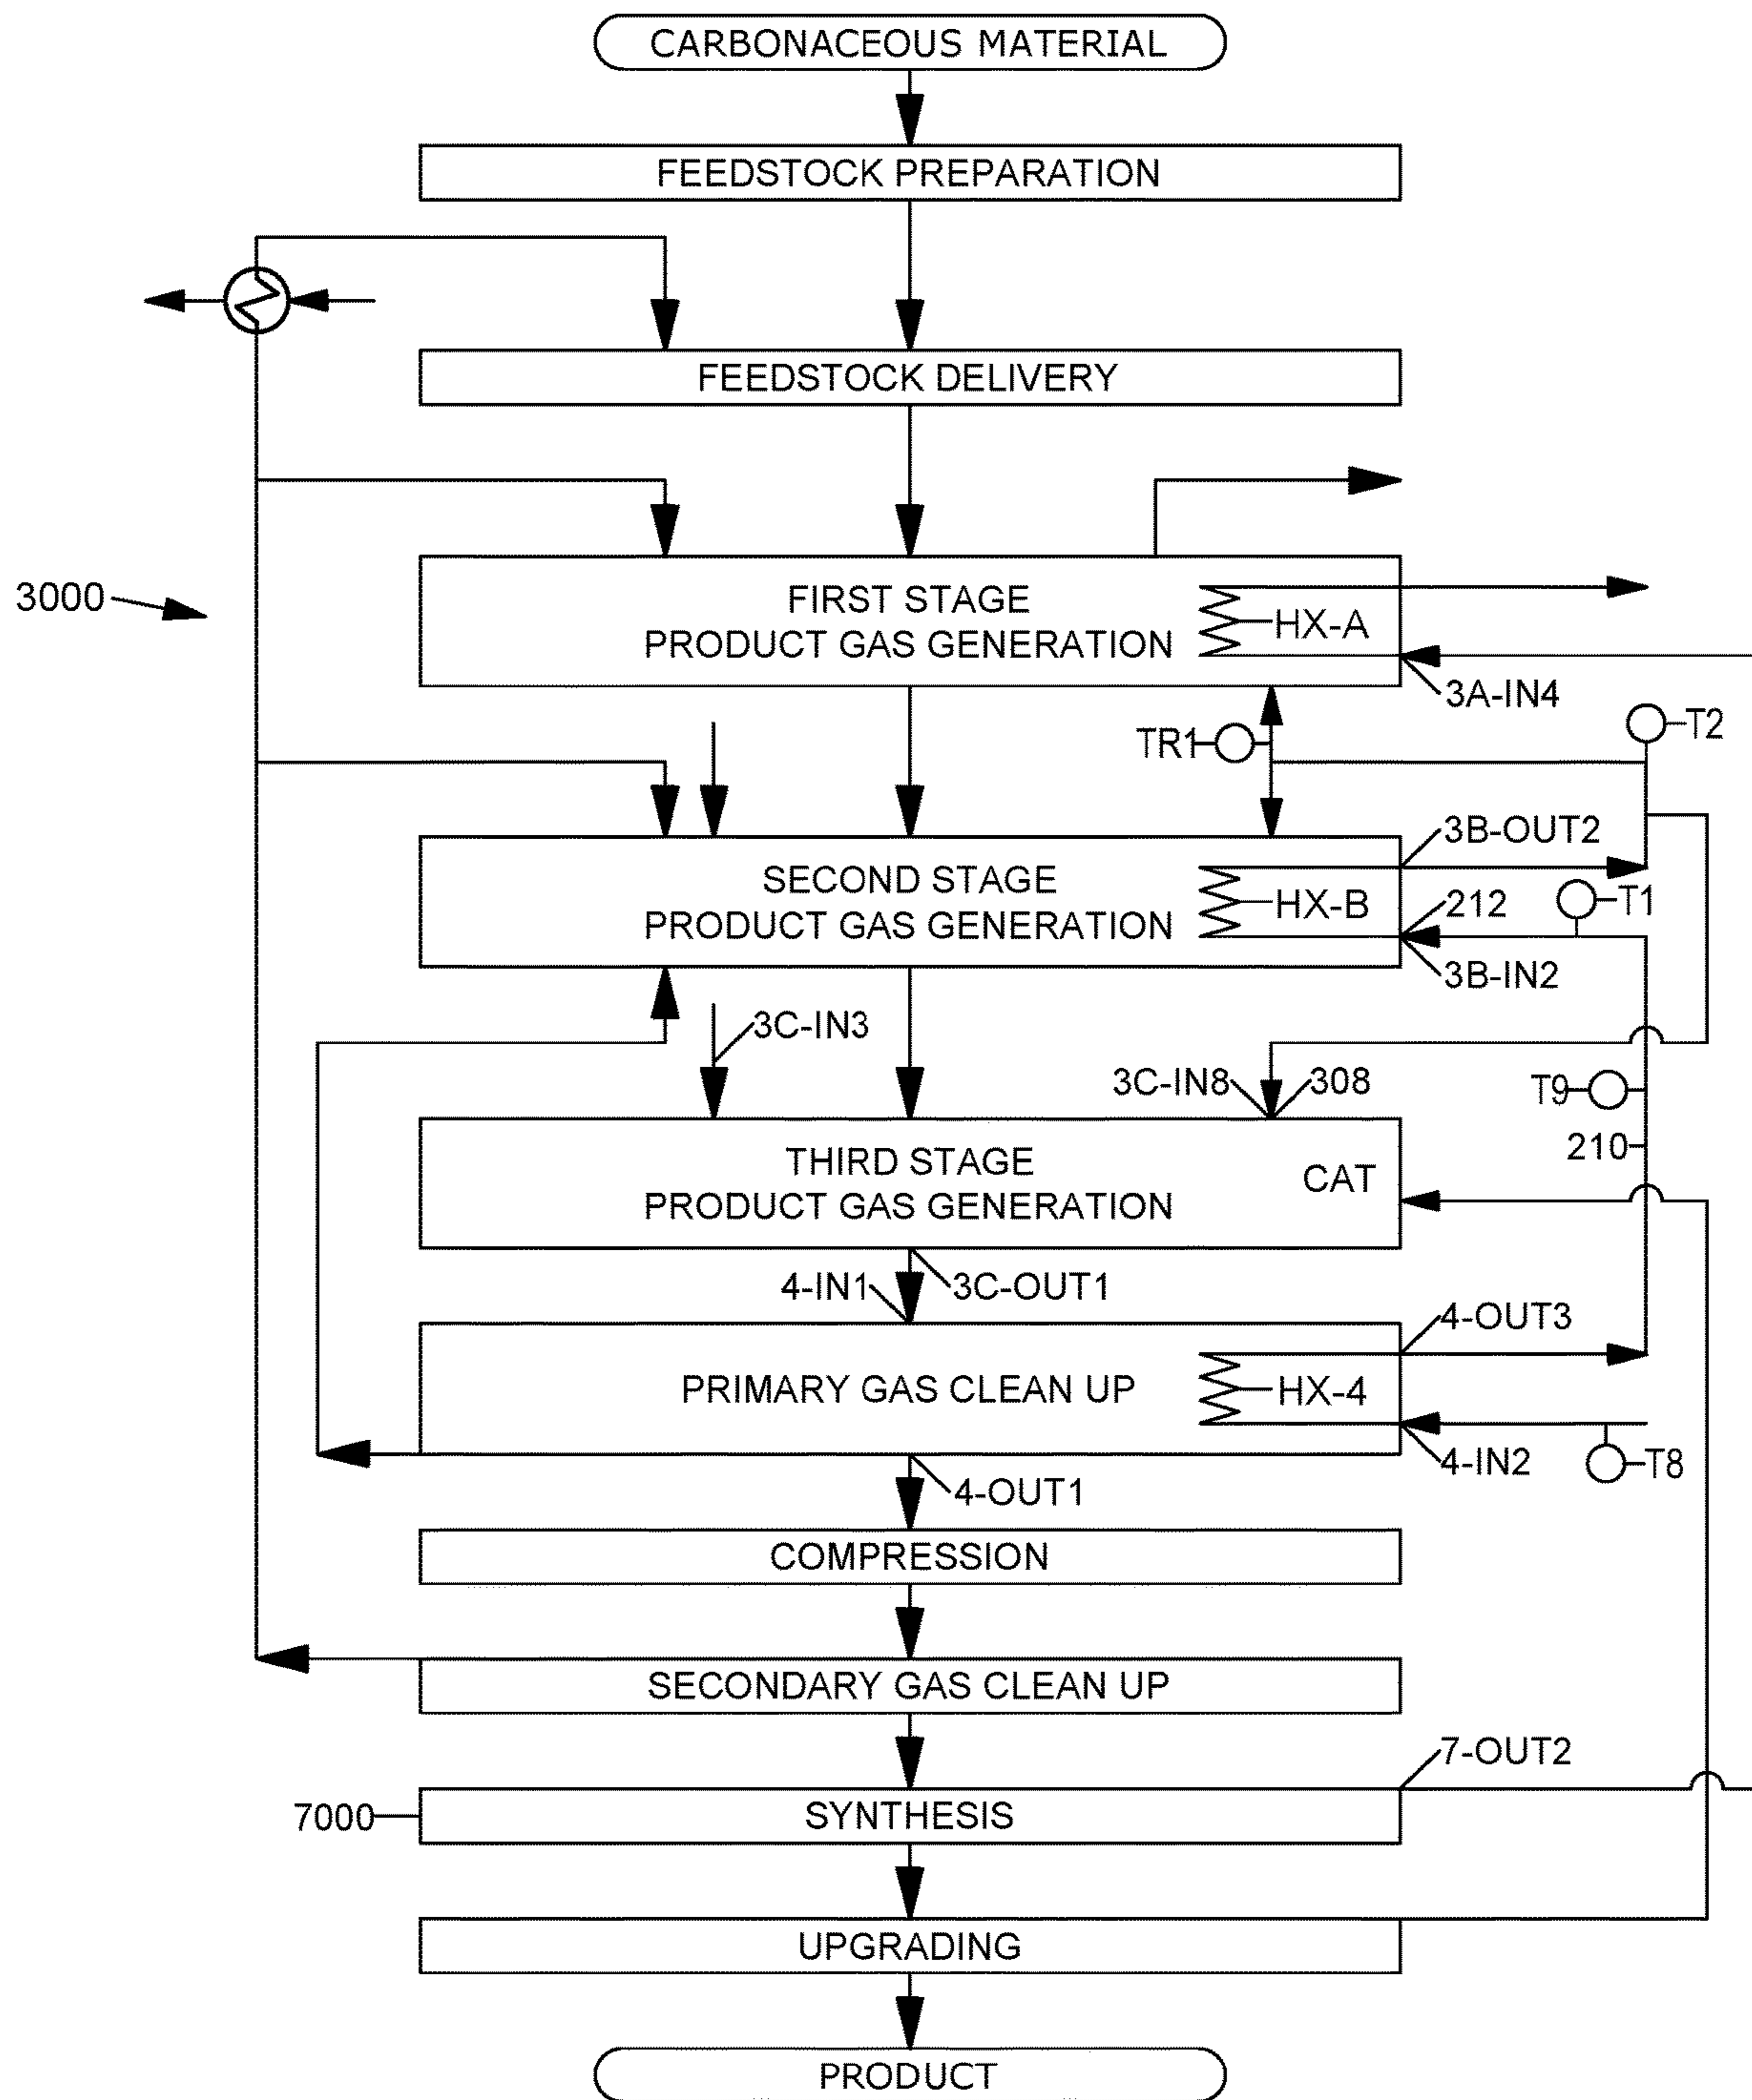 CARBONACEOUS MATERIAL
FEEDSTOCK PREPARATION
FEEDSTOCK DELIVERY
3000
FIRST STAGE
PRODUCT GAS GENERATION
HX-A
3A-IN4
TR1
T2
SECOND STAGE
PRODUCT GAS GENERATION
HX-B
3B-OUT2
212
T1
3B-IN2
3C-IN3
3C-IN8
308
T9
210
THIRD STAGE
PRODUCT GAS GENERATION
CAT
4-IN1
3C-OUT1
4-OUT3
PRIMARY GAS CLEAN UP
HX-4
4-IN2
T8
4-OUT1
COMPRESSION
SECONDARY GAS CLEAN UP
7-OUT2
7000
SYNTHESIS
UPGRADING
PRODUCT